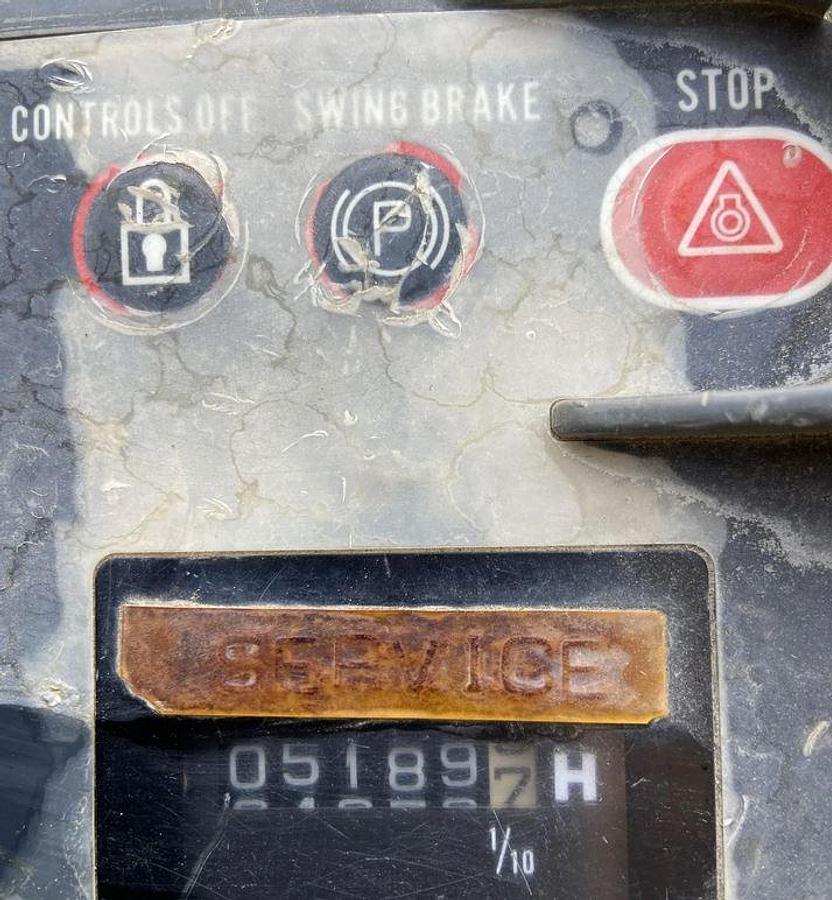 CONTROLS OFF SWING BRAKE STOP
P
SERVICE
051897 H
1/10